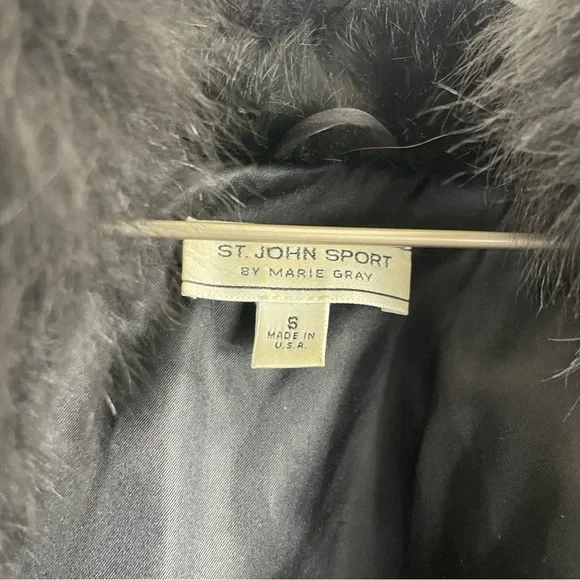 ST. JOHN SPORT
BY MARIE GRAY
S
MADE IN
U.S.A.